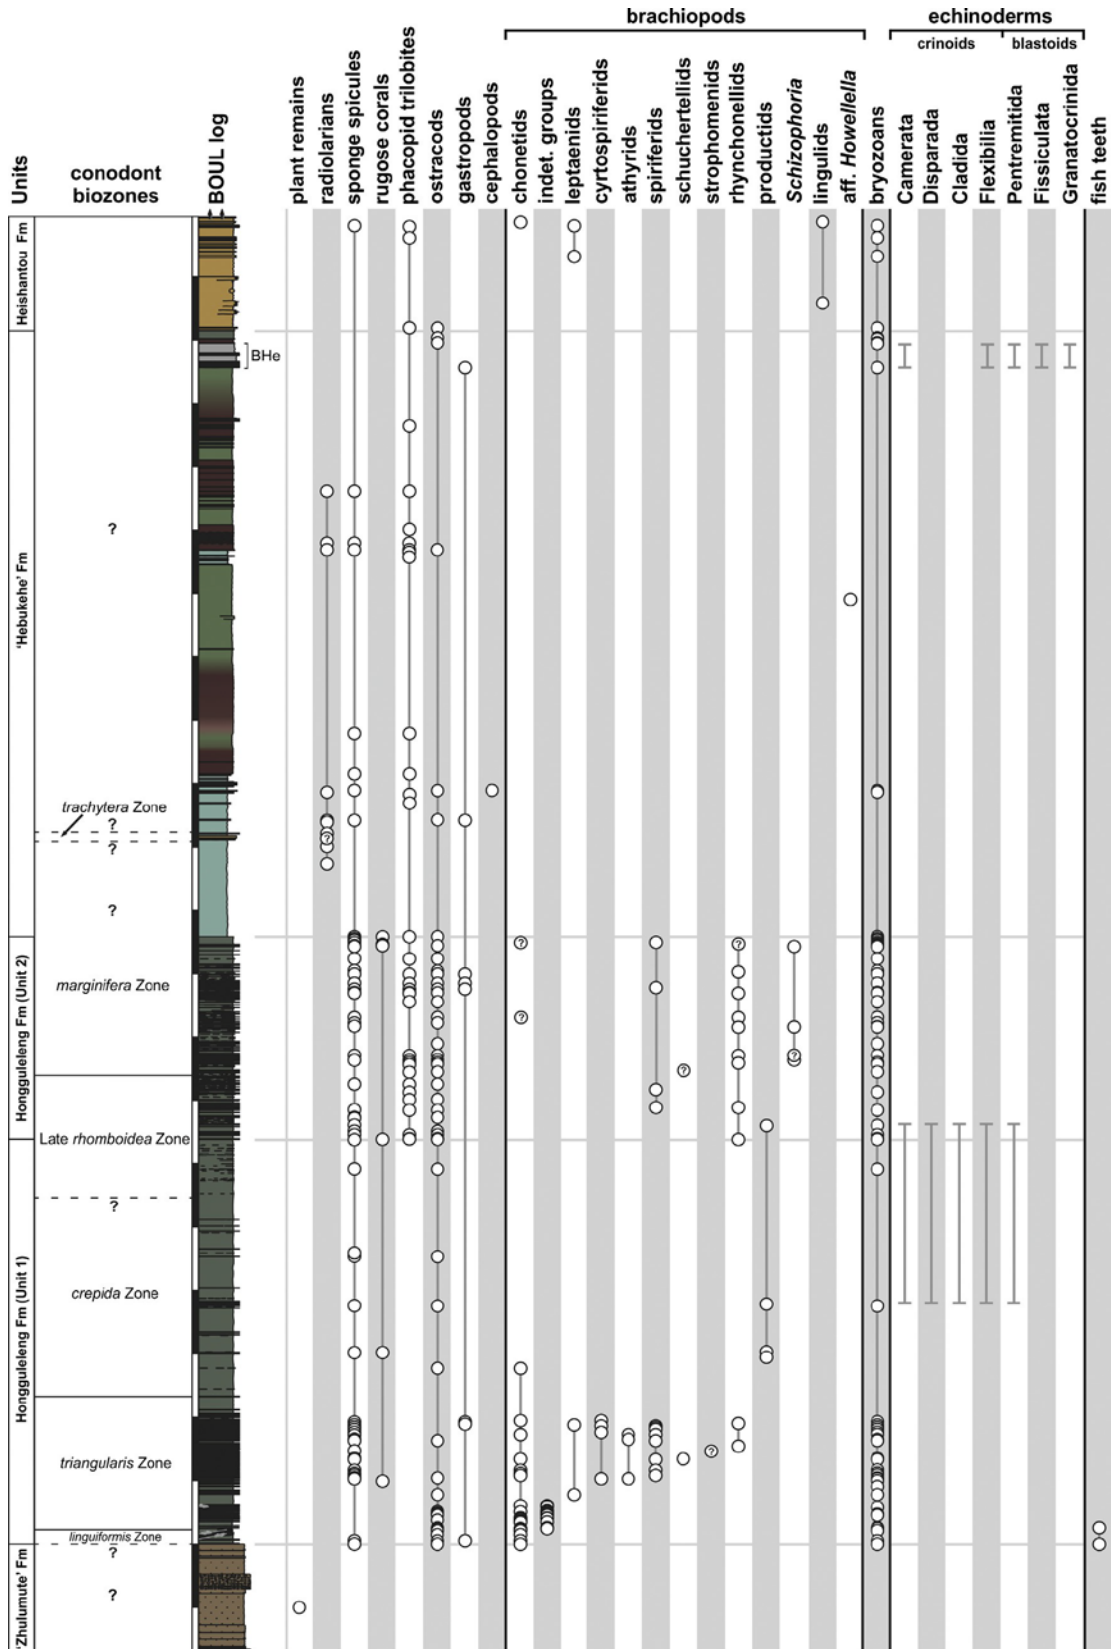 brachiopods
echinoderms
crinoids
blastoids
Units
conodont
biozones
BOUL log
plant remains
radiolarians
sponge spicules
rugose corals
phacopid trilobites
ostracods
gastropods
cephalopods
chonetids
indet. groups
leptaenids
cyrtospiriferids
athyrids
spiriferids
schuchertellids
strophomenids
rhynchonellids
productids
Schizophoria
lingulids
aff. Howellella
bryozoans
Camerata
Disparada
Cladida
Flexibilia
Pentremitida
Fissiculata
Granatocrinida
fish teeth
Heishantou Fm
BHe
?
'Hebukehe' Fm
trachytera Zone
?
?
?
?
Hongguleleng Fm (Unit 2)
? ?
marginifera Zone
?
?
?
Late rhomboidea Zone
?
Hongguleleng Fm (Unit 1)
crepida Zone
?
triangularis Zone
linguiformis Zone
?
'Zhulumute' Fm
?